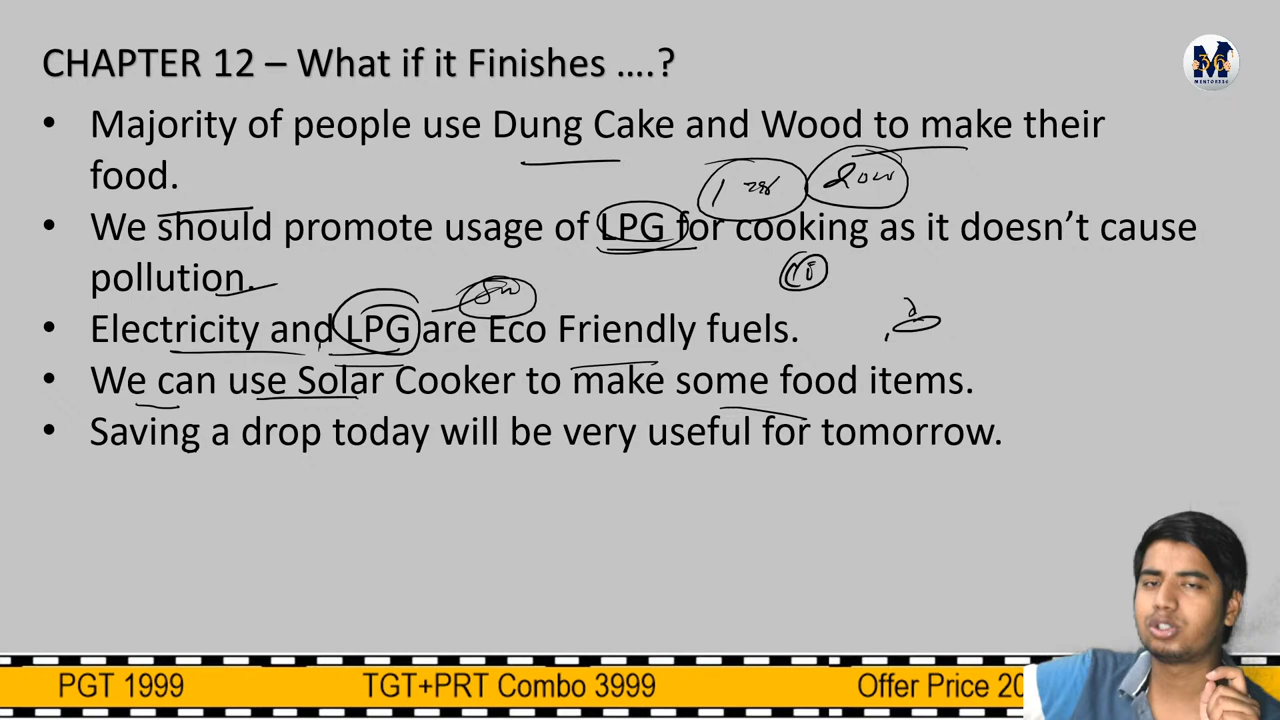 CHAPTER 12 – What if it Finishes ....?
• Majority of people use Dung Cake and Wood to make their
food.
• We should promote usage of LPG for cooking as it doesn’t cause
pollution.
• Electricity and LPG are Eco Friendly fuels.
• We can use Solar Cooker to make some food items.
• Saving a drop today will be very useful for tomorrow.
PGT 1999 TGT+PRT Combo 3999 Offer Price 20